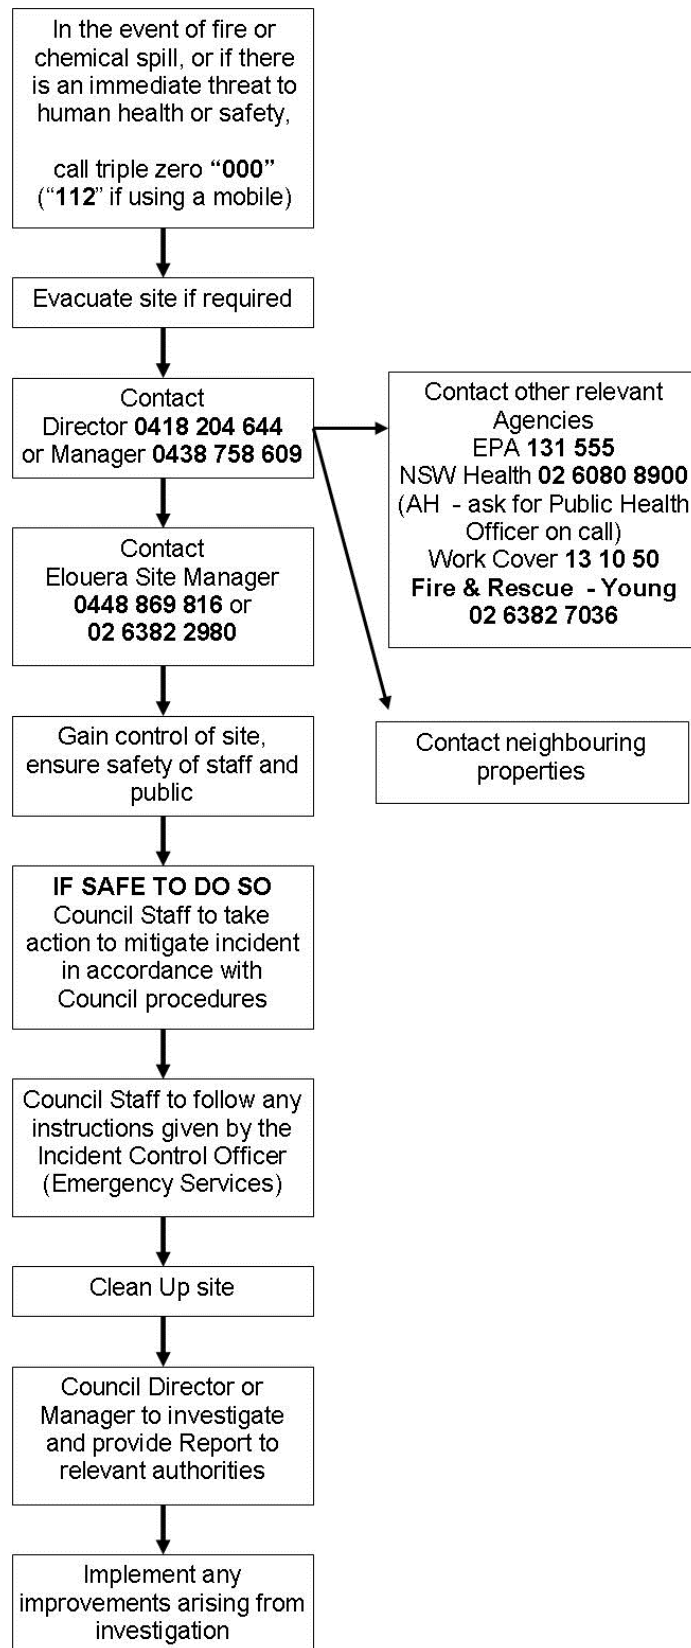 In the event of fire or
chemical spill, or if there
is an immediate threat to
human health or safety,
call triple zero “000”
(“112” if using a mobile)
Evacuate site if required
Contact
Director 0418 204 644
or Manager 0438 758 609
Contact other relevant
Agencies
EPA 131 555
NSW Health 02 6080 8900
(AH - ask for Public Health
Officer on call)
Work Cover 13 10 50
Fire & Rescue - Young
02 6382 7036
Contact
Elouera Site Manager
0448 869 816 or
02 6382 2980
Contact neighbouring
properties
Gain control of site,
ensure safety of staff and
public
IF SAFE TO DO SO
Council Staff to take
action to mitigate incident
in accordance with
Council procedures
Council Staff to follow any
instructions given by the
Incident Control Officer
(Emergency Services)
Clean Up site
Council Director or
Manager to investigate
and provide Report to
relevant authorities
Implement any
improvements arising from
investigation